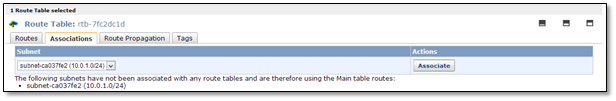 1 Route Table selected
Route Table: rtb-7fc2dc1d
Routes Associations Route Propagation Tags
Subnet Actions
subnet-ca037fe2 (10.0.1.0/24) Associate
The following subnets have not been associated with any route tables and are therefore using the Main table routes:
• subnet-ca037fe2 (10.0.1.0/24)